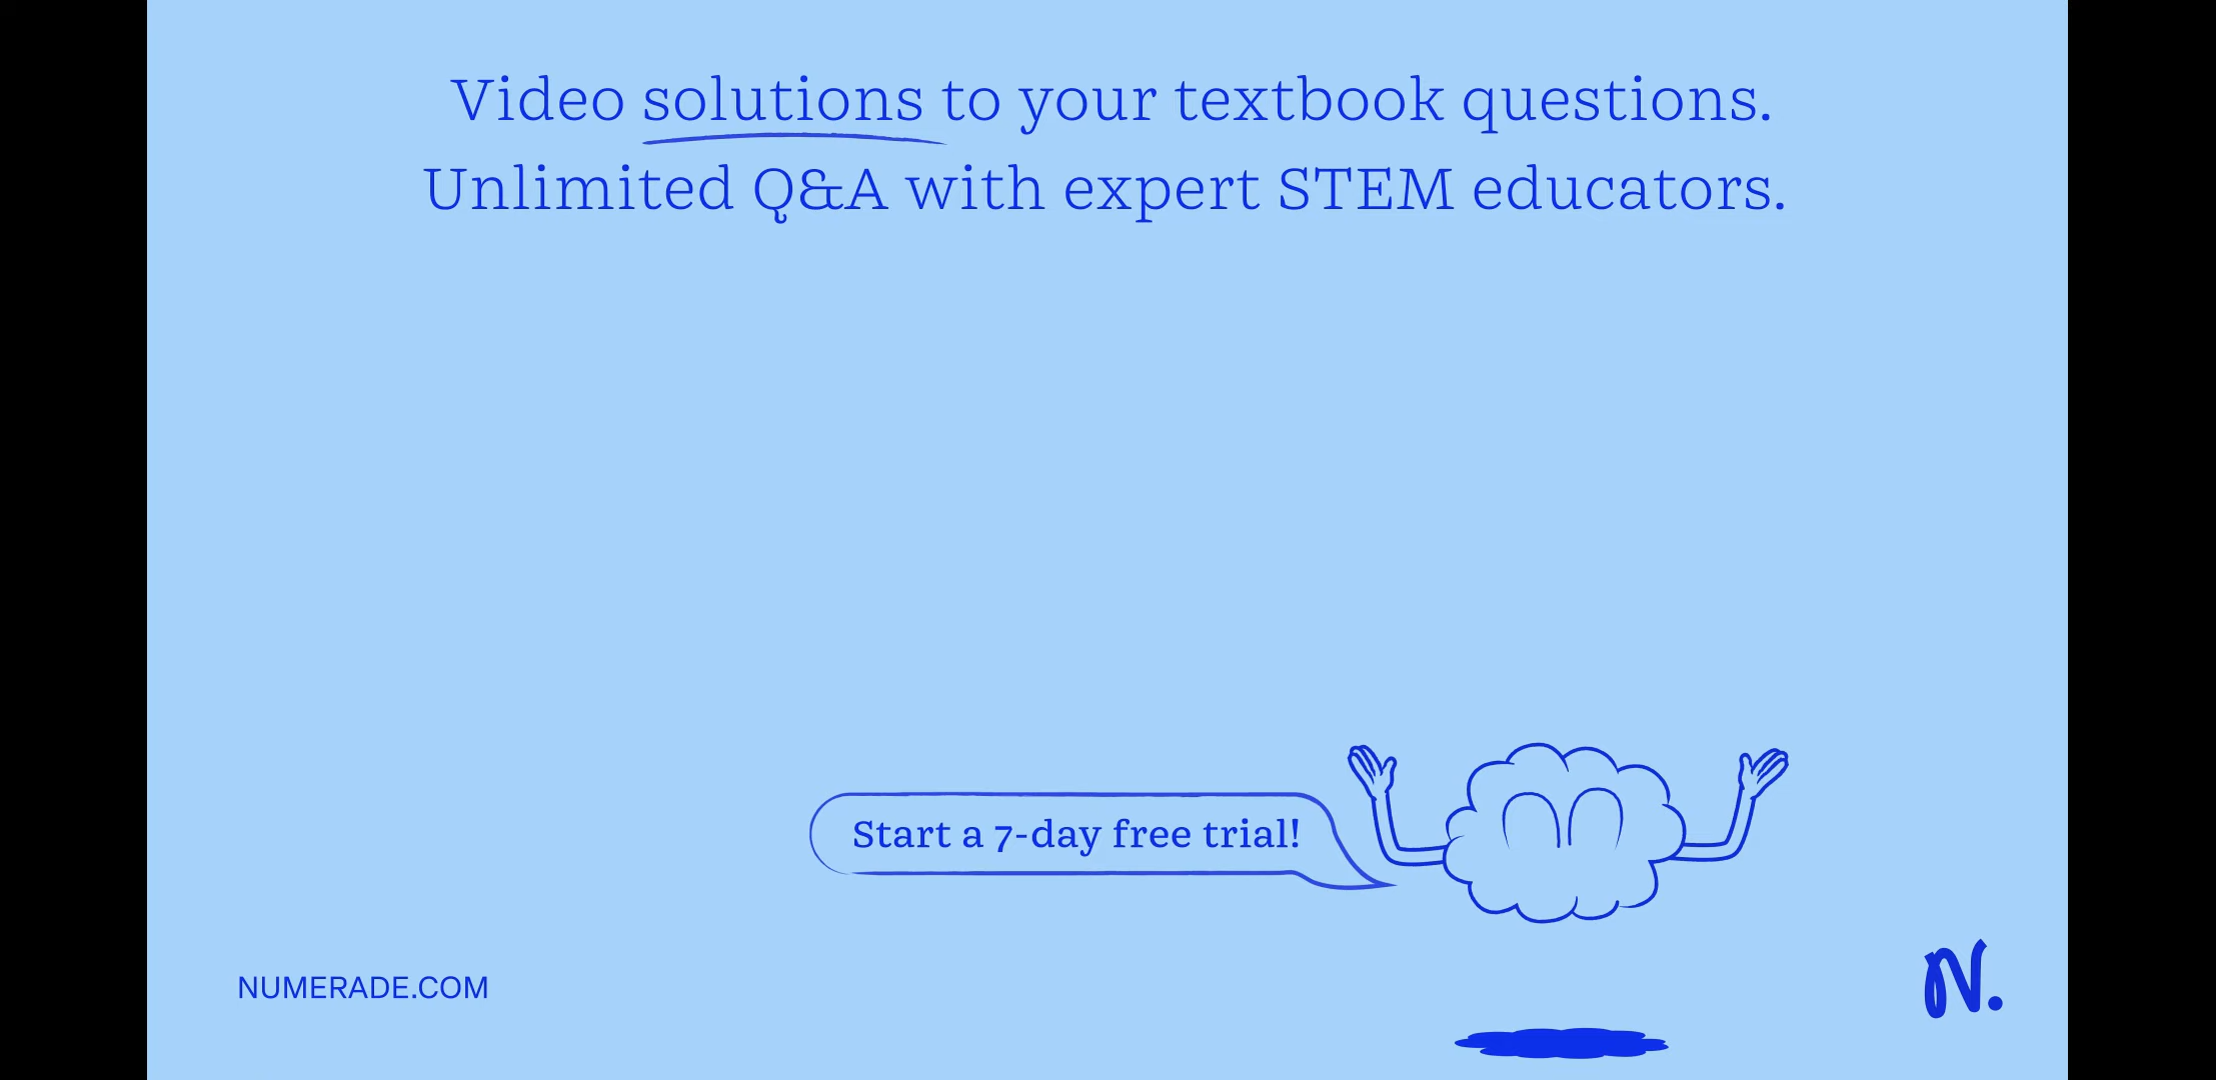 Video solutions to your textbook questions.
Unlimited Q&A with expert STEM educators.
Start a 7-day free trial!
NUMERADE.COM
N.